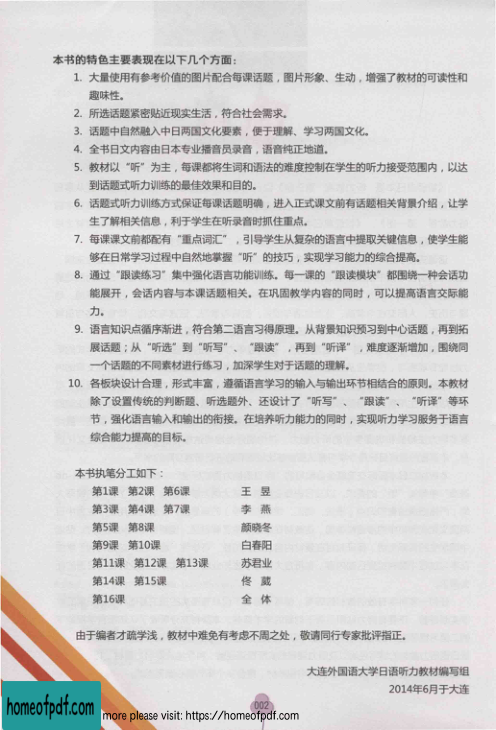 本书的特色主要表现在以下几个方面：
1. 大量使用有参考价值的图片配合每课话题，图片形象、生动，增强了教材的可读性和
趣味性。
2. 所选话题紧密贴近现实生活，符合社会需求。
3. 话题中自然融入中日两国文化要素，便于理解、学习两国文化。
4. 全书日文内容由日本专业播音员录音，语音纯正地道。
5. 教材以“听”为主，每课都将生词和语法的难度控制在学生的听力接受范围内，以达
到话题式听力训练的最佳效果和目的。
6. 话题式听力训练方式保证每课话题明确，进入正式课文前有话题相关背景介绍，让学
生了解相关信息，利于学生在听录音时抓住重点。
7. 每课课文前都配有“重点词汇”，引导学生从复杂的语言中提取关键信息，使学生能
够在日常学习过程中自然地掌握“听”的技巧，实现学习能力的综合提高。
8. 通过“跟读练习”集中强化语言功能训练。每一课的“跟读模块”都围绕一种会话功
能展开，会话内容与本课话题相关。在巩固教学内容的同时，可以提高语言交际能
力。
9. 语言知识点循序渐进，符合第二语言习得原理。从背景知识预习到中心话题，再到拓
展话题；从“听选”到“听写”、“跟读”，再到“听译”，难度逐渐加，围绕同
一个话题的不同素材进行练习，加深学生对于话题的理解。
10. 各板块设计合理，形式丰富，遵循语言学习的输入与输出环节相结合的原则。本教材
除了设置传统的判断题、听选题外、还设计了“听写”、“跟读”、“听译”等环
节，强化语言输入和输出的衔接。在培养听力能力的同时，实现听力学习服务于语言
综合能力提高的目标。
本书执笔分工如下：
第1课 第2课 第6课 王 昱
第3课 第4课 第7课 李 燕
第5课 第8课 颜晓冬
第9课 第10课 白春阳
第11课 第12课 第13课 苏君业
第14课 第15课 佟 葳
第16课 全 体
由于编者才疏学浅，教材中难免有考虑不周之处，敬请同行专家批评指正。
大连外国语大学日语听力教材编写组
2014年6月于大连
002
homeofpdf.com
more please visit: https://homeofpdf.com